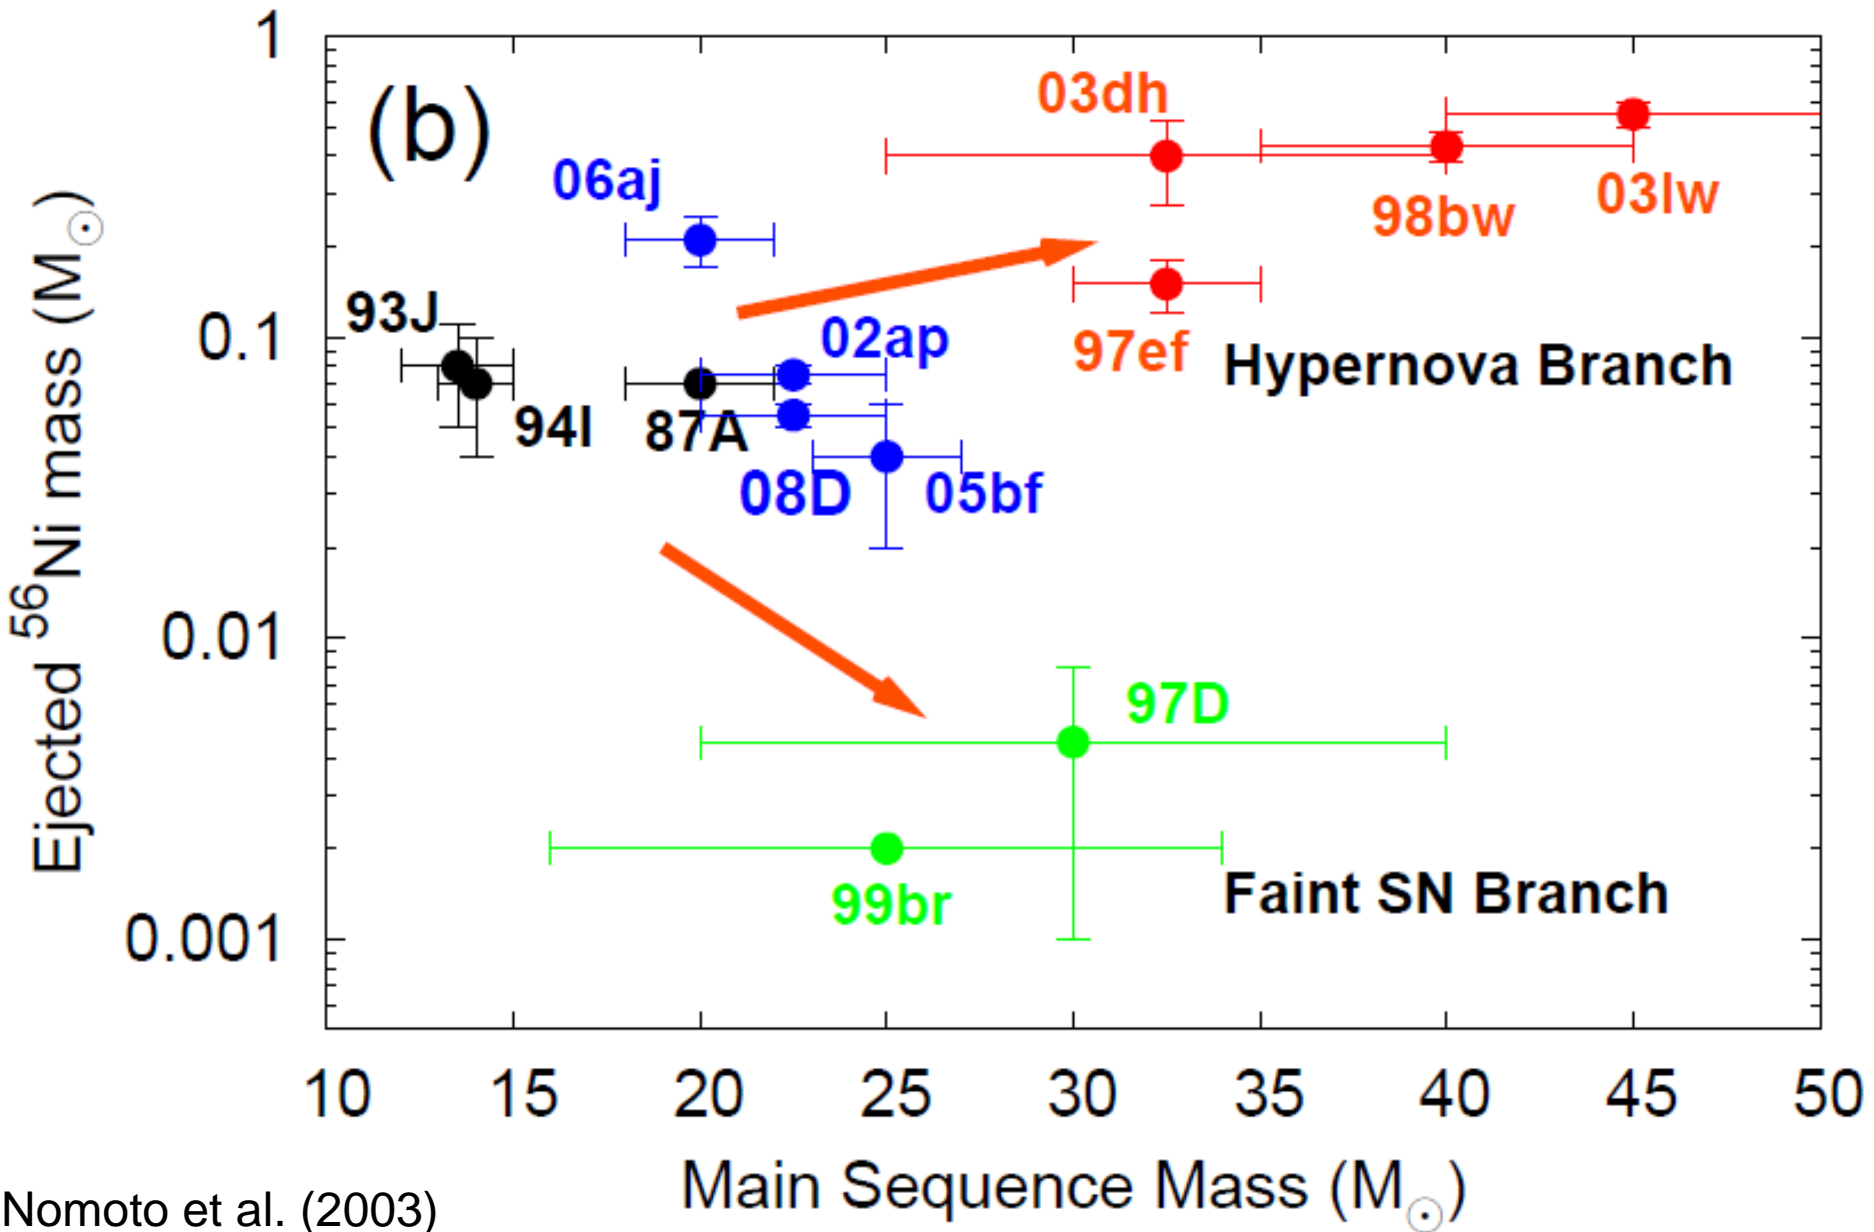 (b)
1
0.1
0.01
0.001
Ejected ⁵⁶Ni mass (M☉)
03dh
06aj
03lw
98bw
93J
02ap
97ef
Hypernova Branch
94I
87A
08D
05bf
97D
99br
Faint SN Branch
10 15 20 25 30 35 40 45 50
Main Sequence Mass (M☉)
Nomoto et al. (2003)